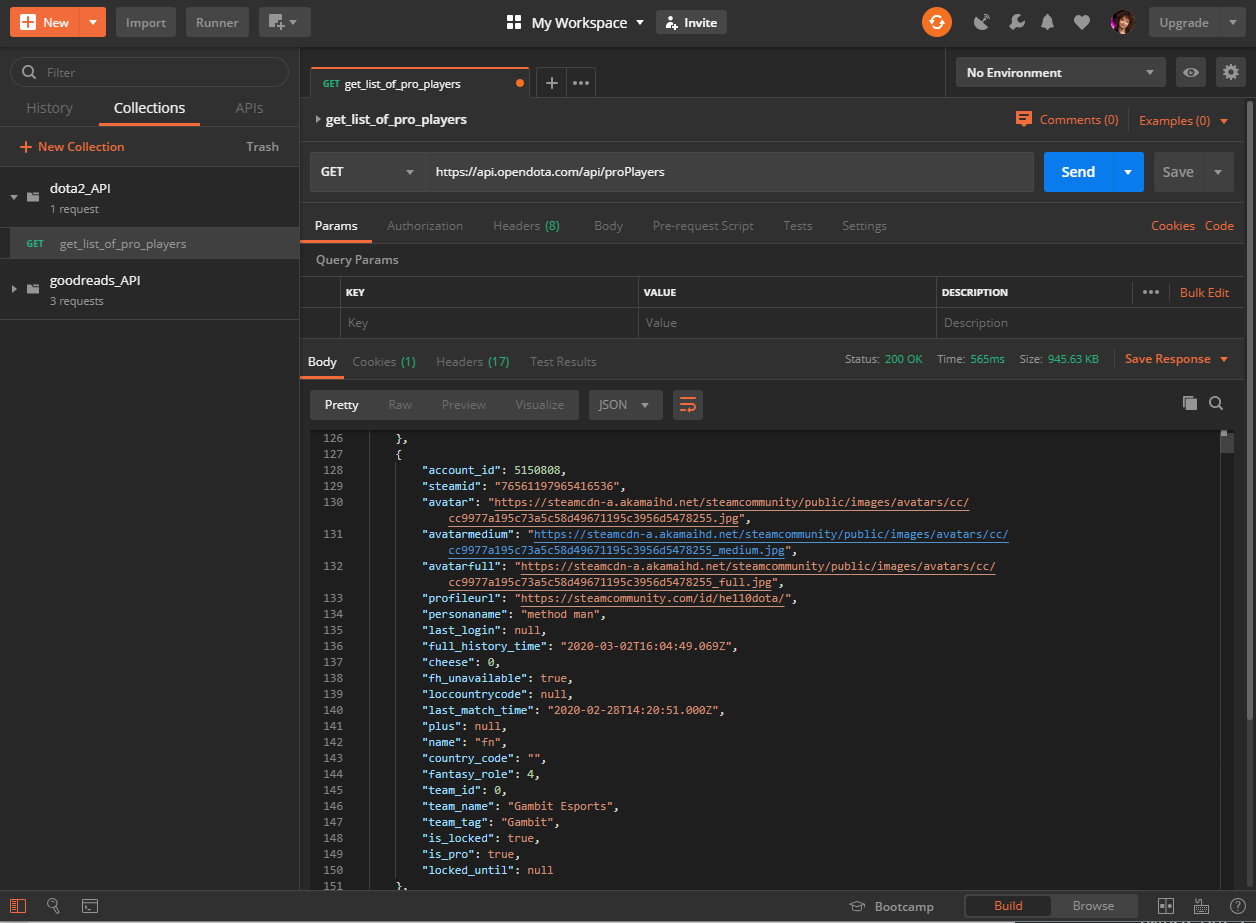 New
Import
Runner
My Workspace
Invite
Upgrade
Filter
History Collections APIs
New Collection Trash
dota2_API
1 request
GET get_list_of_pro_players
goodreads_API
3 requests
GET get_list_of_pro_players
No Environment
get_list_of_pro_players
Comments (0) Examples (0)
GET https://api.opendota.com/api/proPlayers Send Save
Params Authorization Headers (8) Body Pre-request Script Tests Settings Cookies Code
Query Params
KEY VALUE DESCRIPTION Bulk Edit
Key Value Description
Body Cookies (1) Headers (17) Test Results Status: 200 OK Time: 565ms Size: 945.63 KB Save Response
Pretty Raw Preview Visualize JSON
126 },
127 {
128 "account_id": 5150808,
129 "steamid": "76561197965416536",
130 "avatar": "https://steamcdn-a.akamaihd.net/steamcommunity/public/images/avatars/cc/
cc9977a195c73a5c58d49671195c3956d5478255.jpg",
131 "avatarmedium": "https://steamcdn-a.akamaihd.net/steamcommunity/public/images/avatars/cc/
cc9977a195c73a5c58d49671195c3956d5478255_medium.jpg",
132 "avatarfull": "https://steamcdn-a.akamaihd.net/steamcommunity/public/images/avatars/cc/
cc9977a195c73a5c58d49671195c3956d5478255_full.jpg",
133 "profileurl": "https://steamcommunity.com/id/he110dota/",
134 "personaname": "method man",
135 "last_login": null,
136 "full_history_time": "2020-03-02T16:04:49.069Z",
137 "cheese": 0,
138 "fh_unavailable": true,
139 "loccountrycode": null,
140 "last_match_time": "2020-02-28T14:20:51.000Z",
141 "plus": null,
142 "name": "fn",
143 "country_code": "",
144 "fantasy_role": 4,
145 "team_id": 0,
146 "team_name": "Gambit Esports",
147 "team_tag": "Gambit",
148 "is_locked": true,
149 "is_pro": true,
150 "locked_until": null
151 },
Bootcamp Build Browse